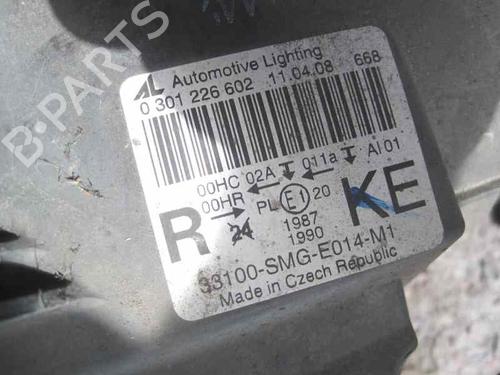 AL Automotive Lighting
0 301 226 602 11.04.08 668
00HC 02A 011a AI 01
00HR PL E1 20
R 24 1987 KE
1990
33100-SMG-E014-M1
Made in Czech Republic
B-PARTS